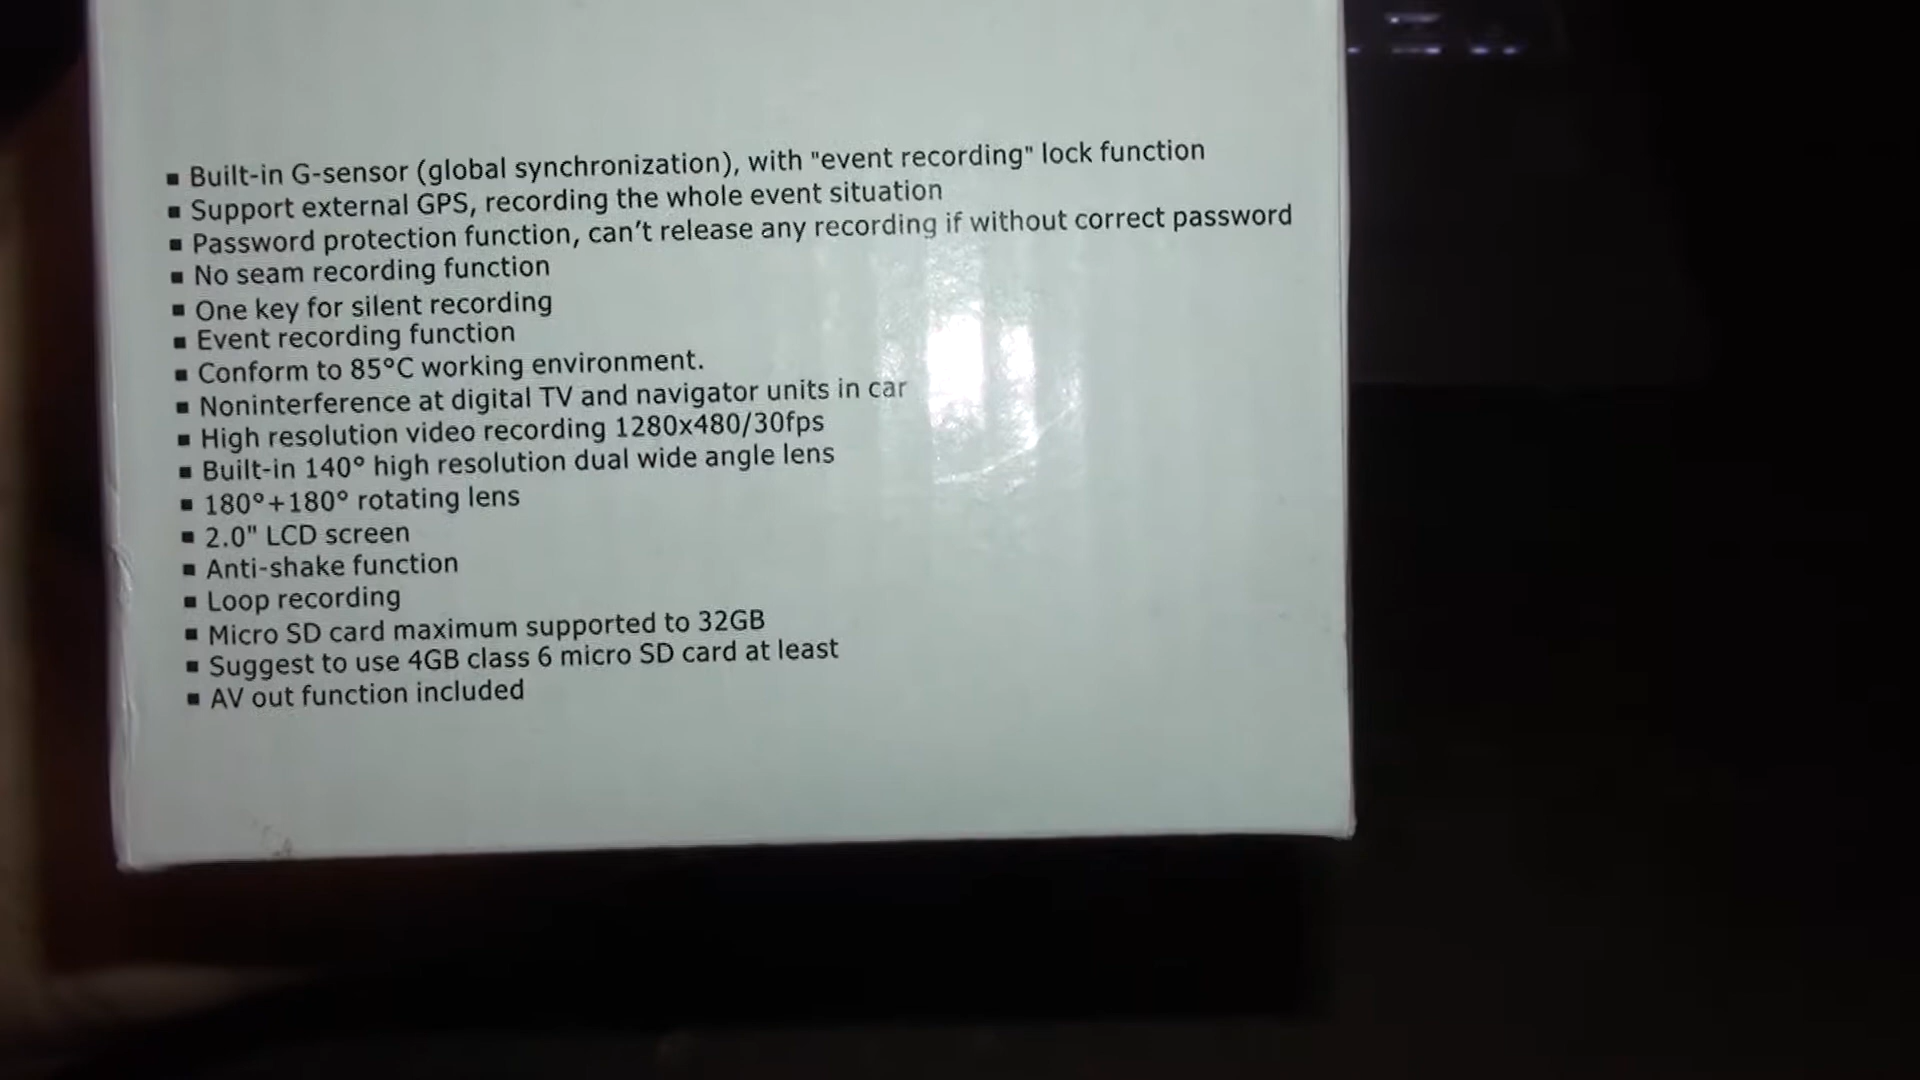 ▪ Built-in G-sensor (global synchronization), with "event recording" lock function
▪ Support external GPS, recording the whole event situation
▪ Password protection function, can't release any recording if without correct password
▪ No seam recording function
▪ One key for silent recording
▪ Event recording function
▪ Conform to 85°C working environment.
▪ Noninterference at digital TV and navigator units in car
▪ High resolution video recording 1280x480/30fps
▪ Built-in 140° high resolution dual wide angle lens
▪ 180°+180° rotating lens
▪ 2.0" LCD screen
▪ Anti-shake function
▪ Loop recording
▪ Micro SD card maximum supported to 32GB
▪ Suggest to use 4GB class 6 micro SD card at least
▪ AV out function included